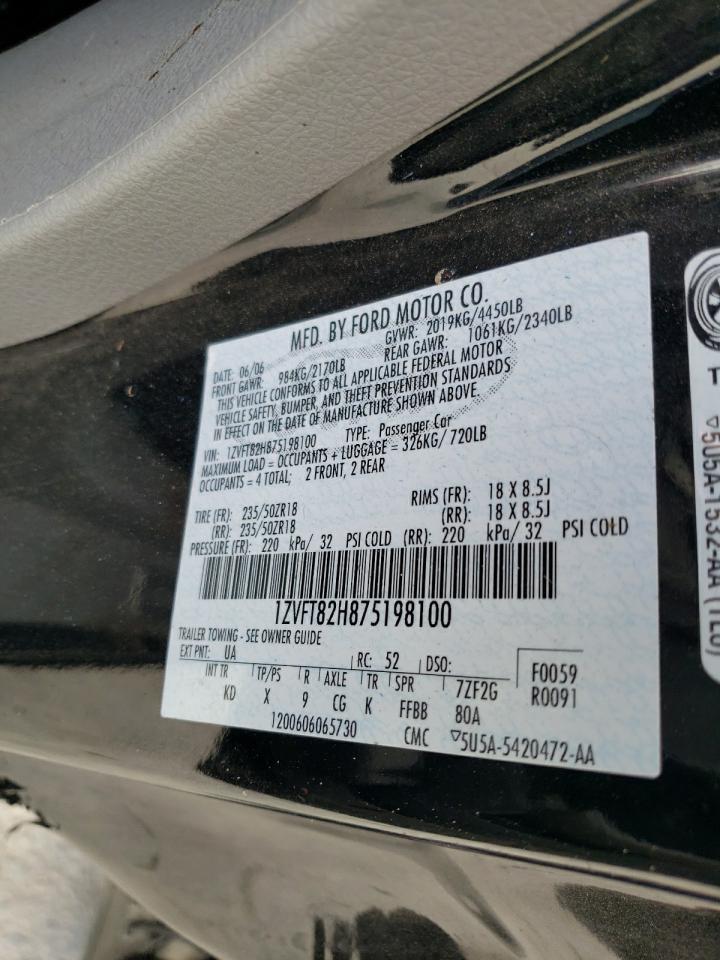 MFD. BY FORD MOTOR CO.
DATE: 06/06 GVWR: 2019KG/4450LB
FRONT GAWR: 984KG/2170LB REAR GAWR: 1061KG/2340LB
THIS VEHICLE CONFORMS TO ALL APPLICABLE FEDERAL MOTOR
VEHICLE SAFETY, BUMPER, AND THEFT PREVENTION STANDARDS
IN EFFECT ON THE DATE OF MANUFACTURE SHOWN ABOVE
VIN: 1ZVFT82H875198100 TYPE: Passenger Car
MAXIMUM LOAD = OCCUPANTS + LUGGAGE = 326KG/ 720LB
OCCUPANTS = 4 TOTAL; 2 FRONT, 2 REAR
TIRE (FR): 235/50ZR18 RIMS (FR): 18 X 8.5J
(RR): 235/50ZR18 (RR): 18 X 8.5J
PRESSURE (FR): 220 kPa/ 32 PSI COLD (RR): 220 kPa/ 32 PSI COLD
1ZVFT82H875198100
TRAILER TOWING - SEE OWNER GUIDE
EXT PNT: UA RC: 52 DSO: F0059
INT TR TP/PS R AXLE TR SPR 7ZF2G R0091
KD X 9 CG K FFBB 80A
1200606065730 CMC ▽5U5A-5420472-AA
T
▽5U5A-1532-AA (TEO)